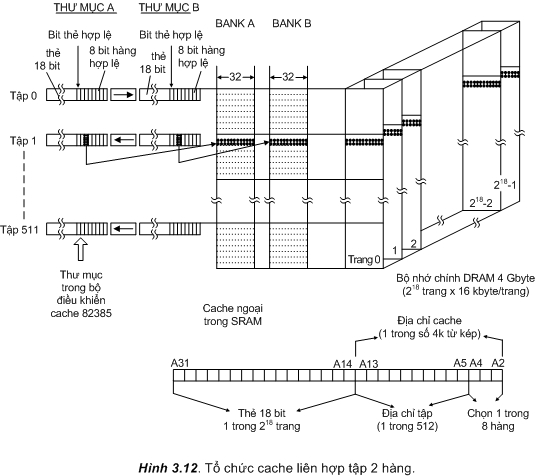 THƯ MỤC A THƯ MỤC B
BANK A BANK B
Bít thẻ hợp lệ Bít thẻ hợp lệ
thẻ 18 bit
8 bit hàng hợp lệ
thẻ 18 bit
8 bit hàng hợp lệ
32 32
Tập 0
Tập 1
Tập 511
Trang 0
1
2
2^18-2
2^18-1
Thư mục
trong bộ
điều khiển
cache 82385
Cache ngoại
trong SRAM
Bộ nhớ chính DRAM 4 Gbyte
(2^18 trang x 16 kbyte/trang)
Địa chỉ cache
(1 trong số 4k từ kép)
A31 A14 A13 A5 A4 A2
Thẻ 18 bit
1 trong 2^18 trang
Địa chỉ tập
(1 trong 512)
Chọn 1 trong
8 hàng
Hình 3.12. Tổ chức cache liên hợp tập 2 hàng.